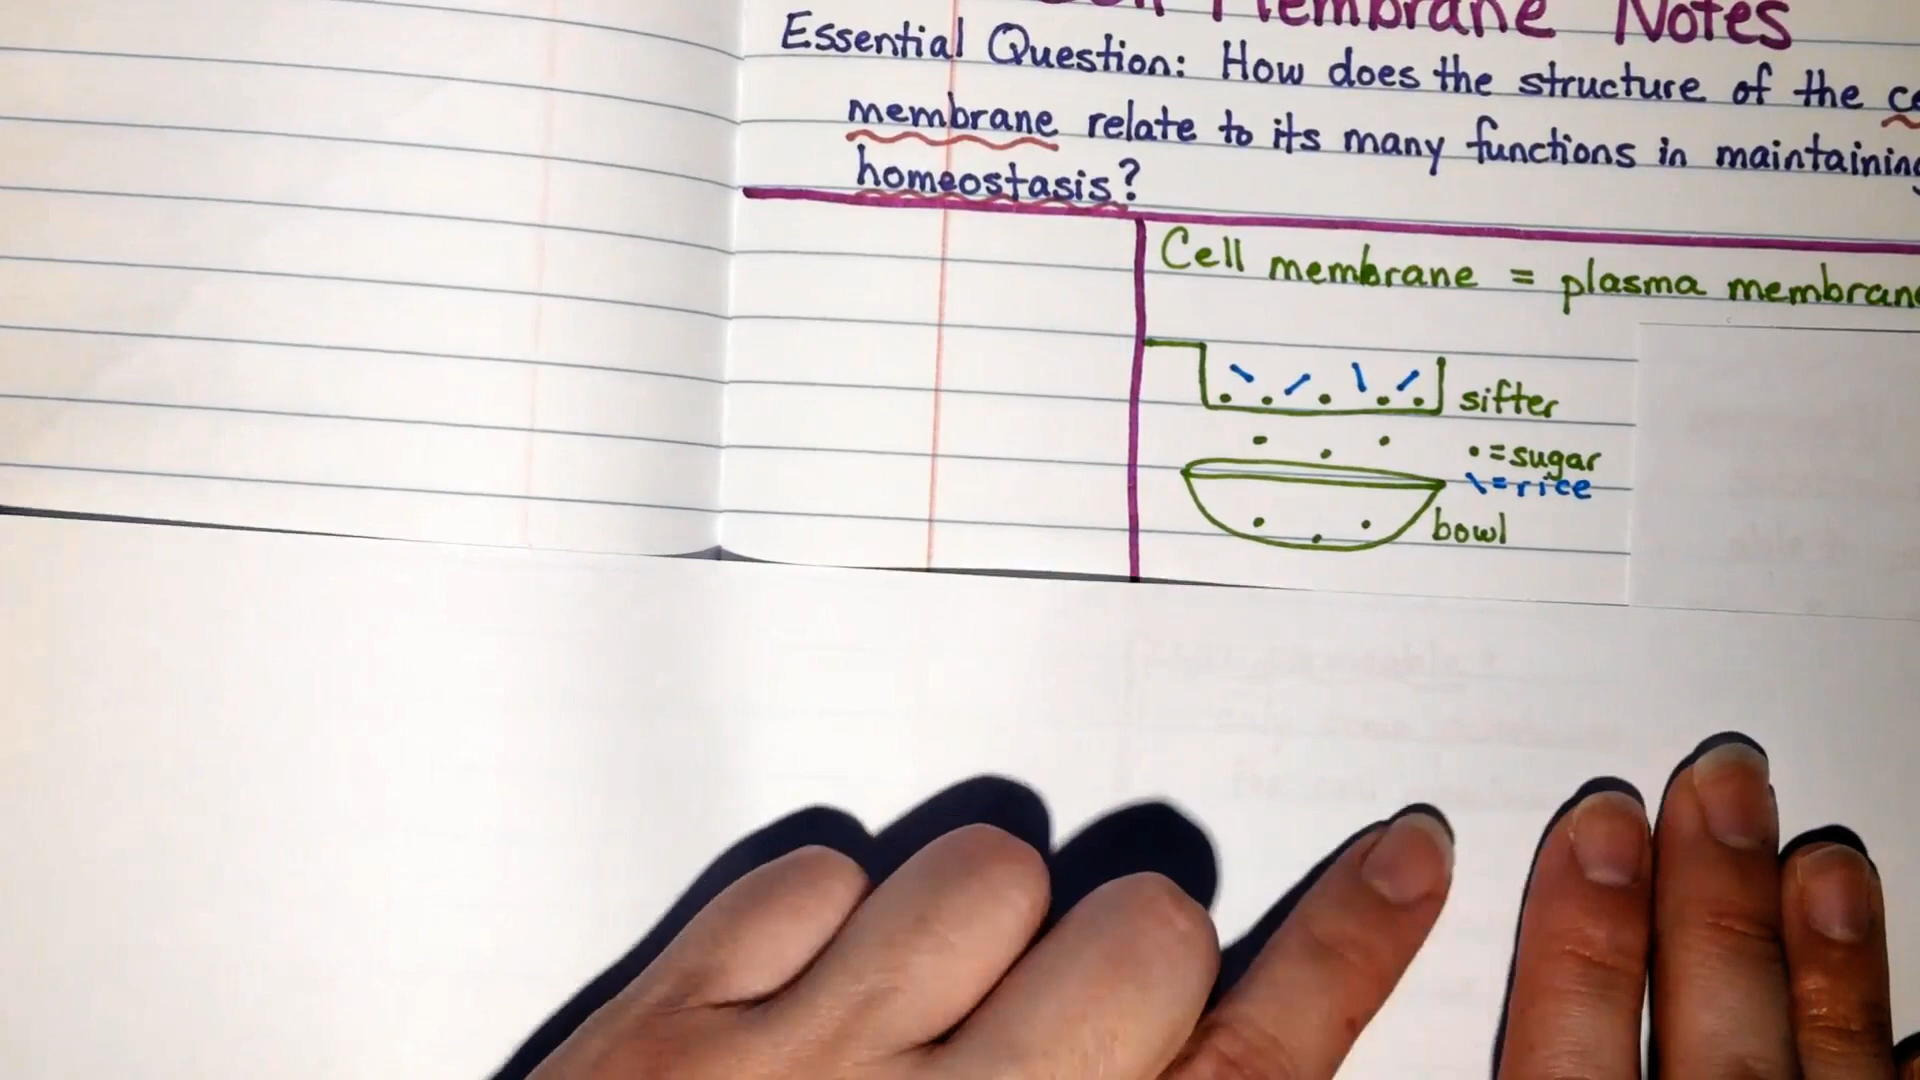 Membrane Notes
Essential Question: How does the structure of the
membrane relate to its many functions in maintaining
homeostasis?
Cell membrane = plasma membrane
sifter
• = sugar
\ = rice
bowl